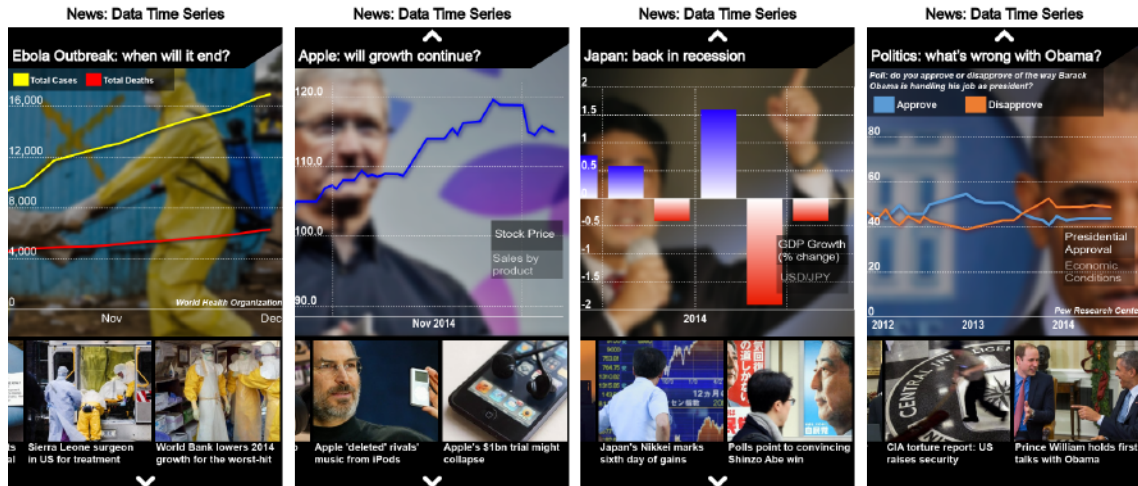 News: Data Time Series
Ebola Outbreak: when will it end?
Total Cases
Total Deaths
16,000
12,000
8,000
4,000
0
World Health Organization
Nov
Dec
Sierra Leone surgeon
in US for treatment
World Bank lowers 2014
growth for the worst-hit
News: Data Time Series
Apple: will growth continue?
120.0
110.0
100.0
90.0
Stock Price
Sales by
product
Nov 2014
Apple 'deleted' rivals'
music from iPods
Apple's $1bn trial might
collapse
News: Data Time Series
Japan: back in recession
2
1.5
1
0.5
0
-0.5
-1
-1.5
-2
GDP Growth
(% change)
USD/JPY
2014
Japan's Nikkei marks
sixth day of gains
Polls point to convincing
Shinzo Abe win
News: Data Time Series
Politics: what's wrong with Obama?
Poll: do you approve or disapprove of the way Barack
Obama is handling his job as president?
Approve
Disapprove
80
60
40
20
0
Presidential
Approval
Economic
Conditions
Pew Research Cente
2012
2013
2014
CENTRAL
CIA torture report: US
raises security
Prince William holds first
talks with Obama